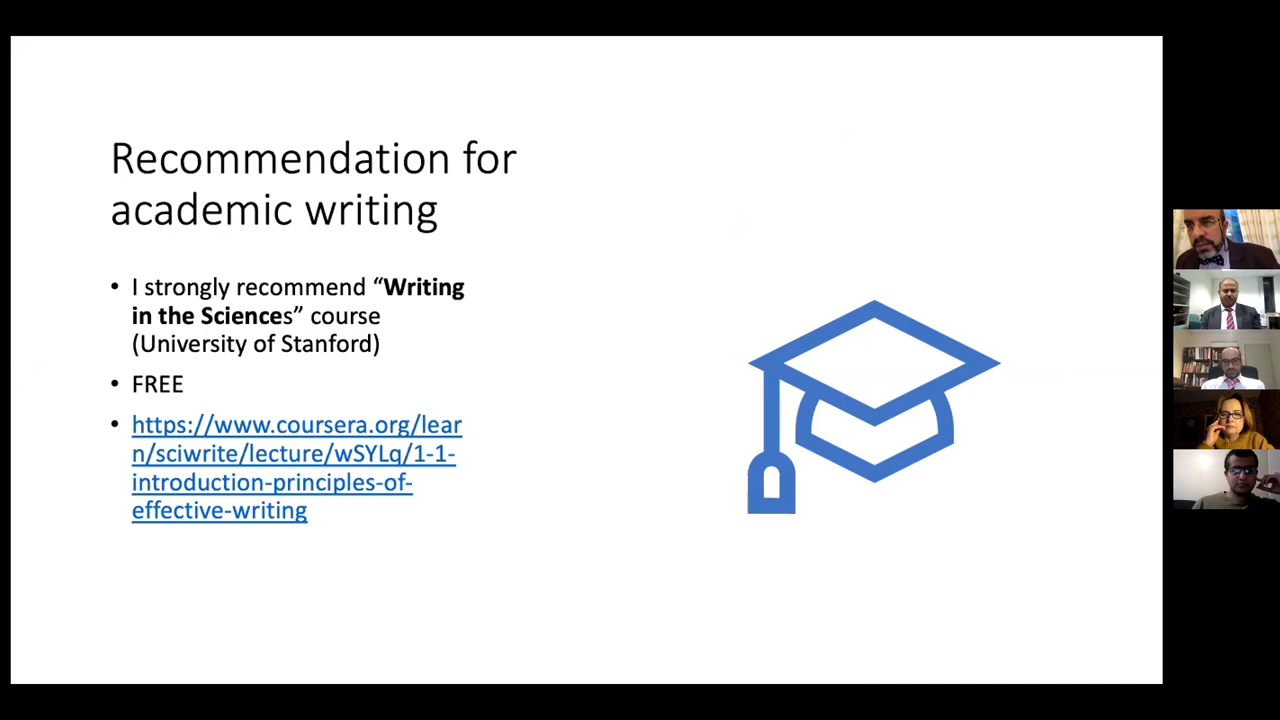 Recommendation for
academic writing
• I strongly recommend “Writing
in the Sciences” course
(University of Stanford)
• FREE
• https://www.coursera.org/lear
n/sciwrite/lecture/wSYLq/1-1-
introduction-principles-of-
effective-writing